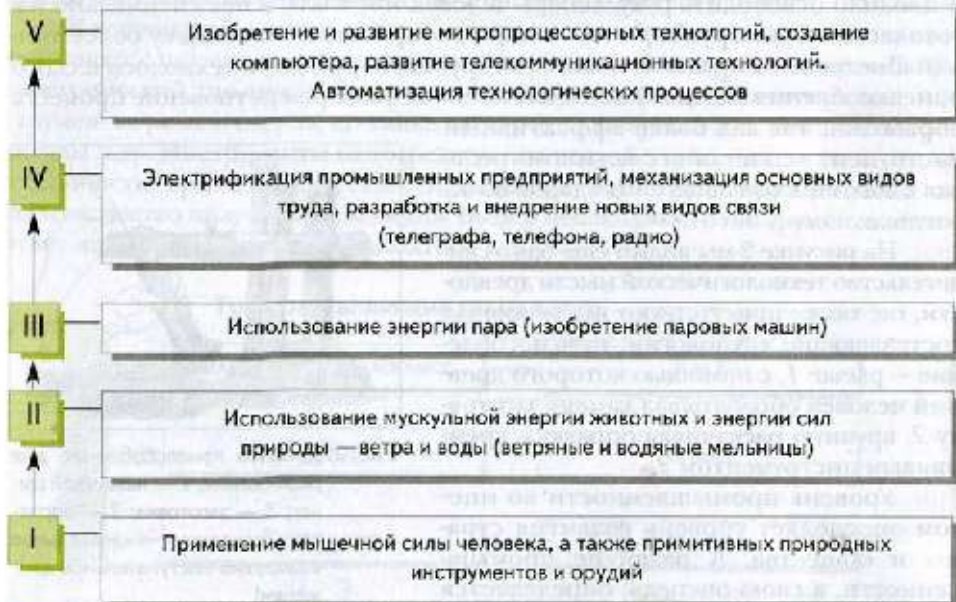 V
Изобретение и развитие микропроцессорных технологий, создание
компьютера, развитие телекоммуникационных технологий.
Автоматизация технологических процессов
IV
Электрификация промышленных предприятий, механизация основных видов
труда, разработка и внедрение новых видов связи
(телеграфа, телефона, радио)
III
Использование энергии пара (изобретение паровых машин)
II
Использование мускульной энергии животных и энергии сил
природы — ветра и воды (ветряные и водяные мельницы)
I
Применение мышечной силы человека, а также примитивных природных
инструментов и орудий